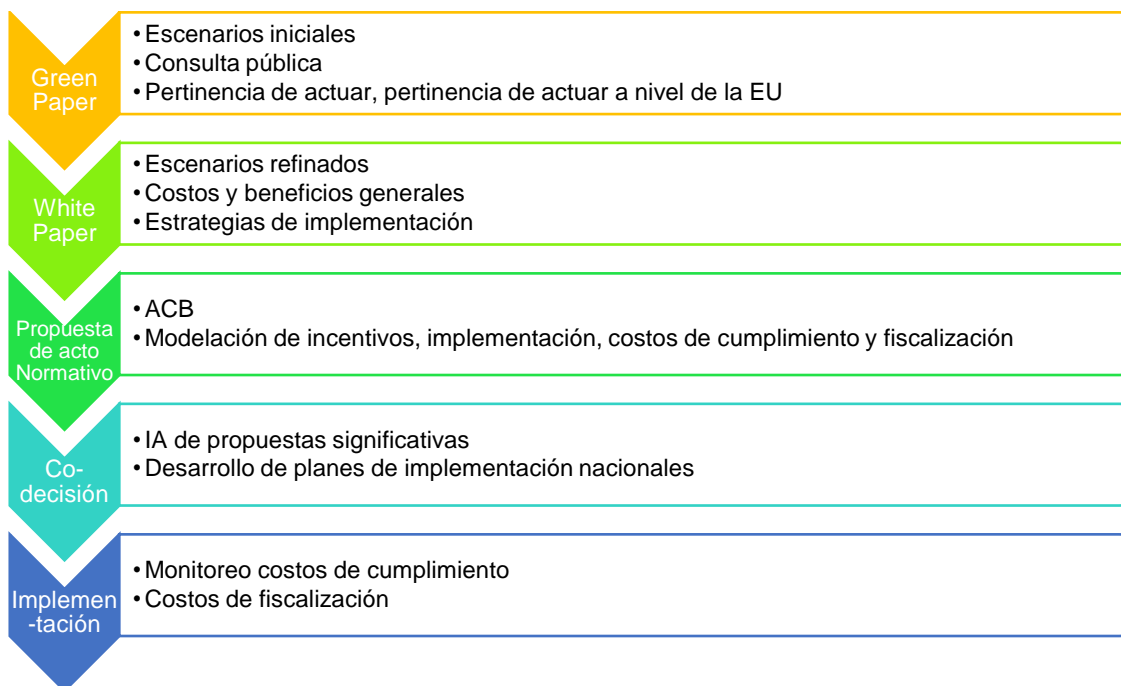 Green
Paper
• Escenarios iniciales
• Consulta pública
• Pertinencia de actuar, pertinencia de actuar a nivel de la EU
White
Paper
• Escenarios refinados
• Costos y beneficios generales
• Estrategias de implementación
Propuesta
de acto
Normativo
• ACB
• Modelación de incentivos, implementación, costos de cumplimiento y fiscalización
Co-
decisión
• IA de propuestas significativas
• Desarrollo de planes de implementación nacionales
Implemen
-tación
• Monitoreo costos de cumplimiento
• Costos de fiscalización